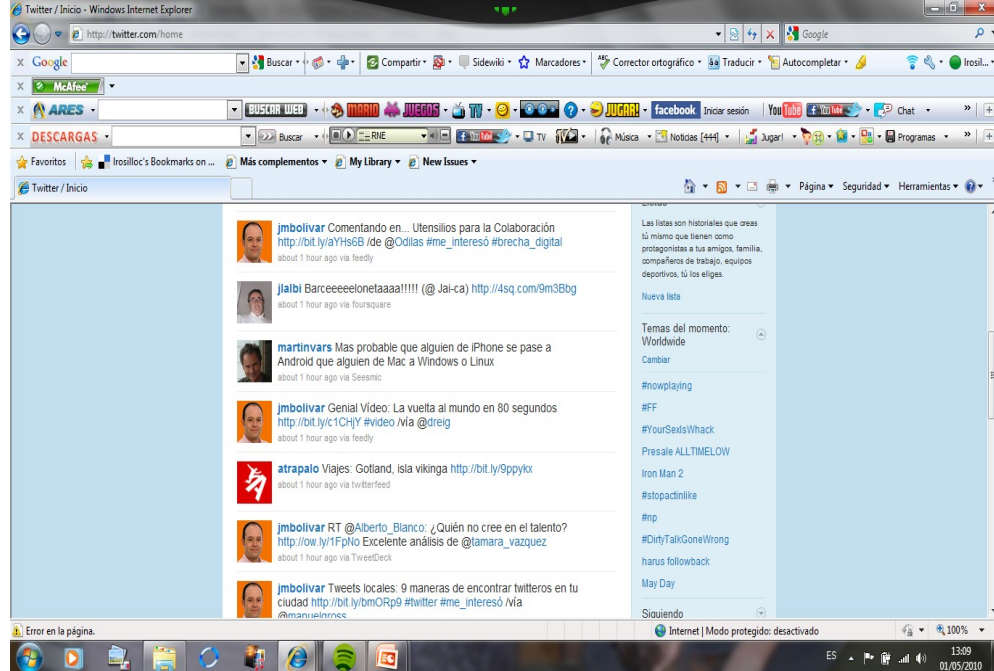 Twitter / Inicio - Windows Internet Explorer
http://twitter.com/home
Google
x Google Buscar Compartir Sidewiki Marcadores Corrector ortográfico Traducir Autocompletar Irosil...
x McAfee
x ARES BUSCAR WEB MARIO JUEGOS TV JUGAR! facebook Iniciar sesión You Tube Chat »
x DESCARGAS Buscar RNE TV Música Noticias [444] Jugar! Programas »
Favoritos Irosilloc's Bookmarks on ... Más complementos My Library New Issues
Twitter / Inicio
Página Seguridad Herramientas
jmbolivar Comentando en... Utensilios para la Colaboración
http://bit.ly/aYHs6B /de @Odilas #me_interesó #brecha_digital
about 1 hour ago via feedly
jlalbi Barceeeeelonetaaaa!!!!! (@ Jai-ca) http://4sq.com/9m3Bbg
about 1 hour ago via foursquare
martinvars Mas probable que alguien de iPhone se pase a
Android que alguien de Mac a Windows o Linux
about 1 hour ago via Seesmic
jmbolivar Genial Vídeo: La vuelta al mundo en 80 segundos
http://bit.ly/c1CHjY #video /vía @dreig
about 1 hour ago via feedly
atrapalo Viajes: Gotland, isla vikinga http://bit.ly/9ppykx
about 1 hour ago via twitterfeed
jmbolivar RT @Alberto_Blanco: ¿Quién no cree en el talento?
http://ow.ly/1FpNo Excelente análisis de @tamara_vazquez
about 1 hour ago via TweetDeck
jmbolivar Tweets locales: 9 maneras de encontrar twitteros en tu
ciudad http://bit.ly/bmORp9 #twitter #me_interesó /vía
@manuelgross
Listas
Las listas son historiales que creas
tú mismo que tienen como
protagonistas a tus amigos, familia,
compañeros de trabajo, equipos
deportivos, tú los eliges.
Nueva lista
Temas del momento:
Worldwide
Cambiar
#nowplaying
#FF
#YourSexIsWhack
Presale ALLTIMELOW
Iron Man 2
#stopactinlike
#np
#DirtyTalkGoneWrong
harus followback
May Day
Siguiendo
Error en la página.
Internet | Modo protegido: desactivado
100%
ES
13:09
01/05/2010